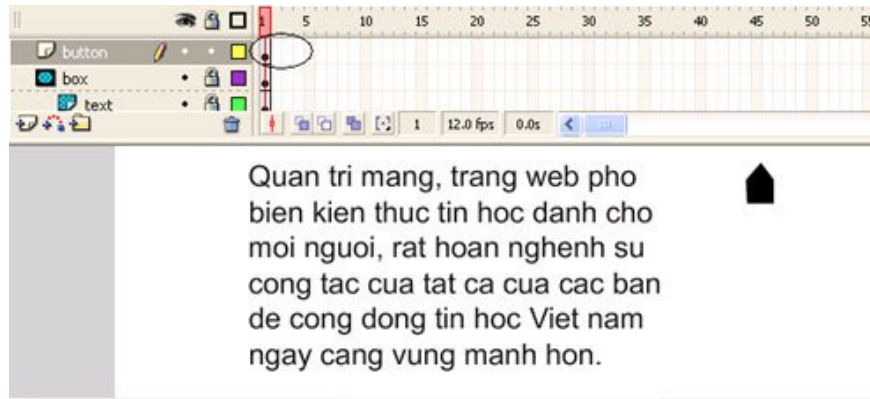 1 5 10 15 20 25 30 35 40 45 50
button
box
text
1 12.0 fps 0.0s
Quan tri mang, trang web pho
bien kien thuc tin hoc danh cho
moi nguoi, rat hoan nghenh su
cong tac cua tat ca cua cac ban
de cong dong tin hoc Viet nam
ngay cang vung manh hon.